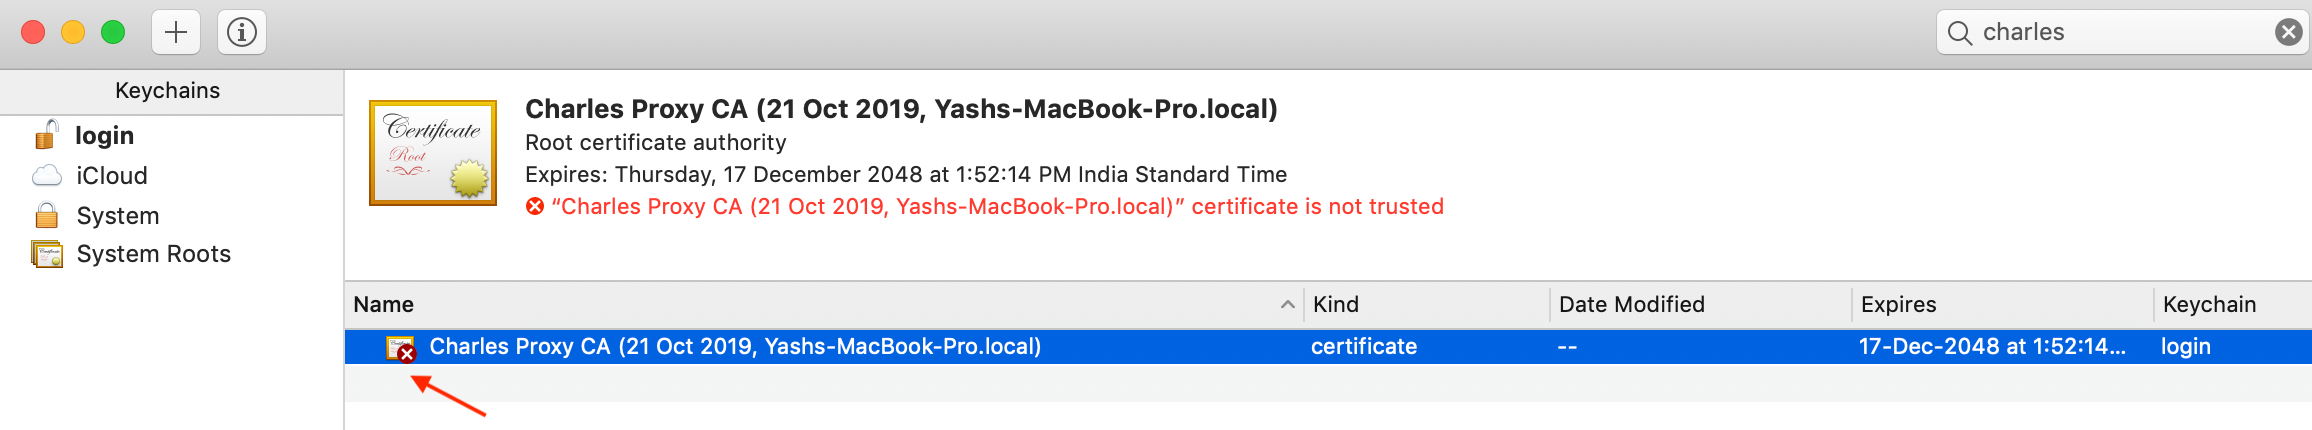 charles
Keychains
login
iCloud
System
System Roots
Certificate
Root
Charles Proxy CA (21 Oct 2019, Yashs-MacBook-Pro.local)
Root certificate authority
Expires: Thursday, 17 December 2048 at 1:52:14 PM India Standard Time
“Charles Proxy CA (21 Oct 2019, Yashs-MacBook-Pro.local)” certificate is not trusted
Name Kind Date Modified Expires Keychain
Charles Proxy CA (21 Oct 2019, Yashs-MacBook-Pro.local) certificate -- 17-Dec-2048 at 1:52:14... login